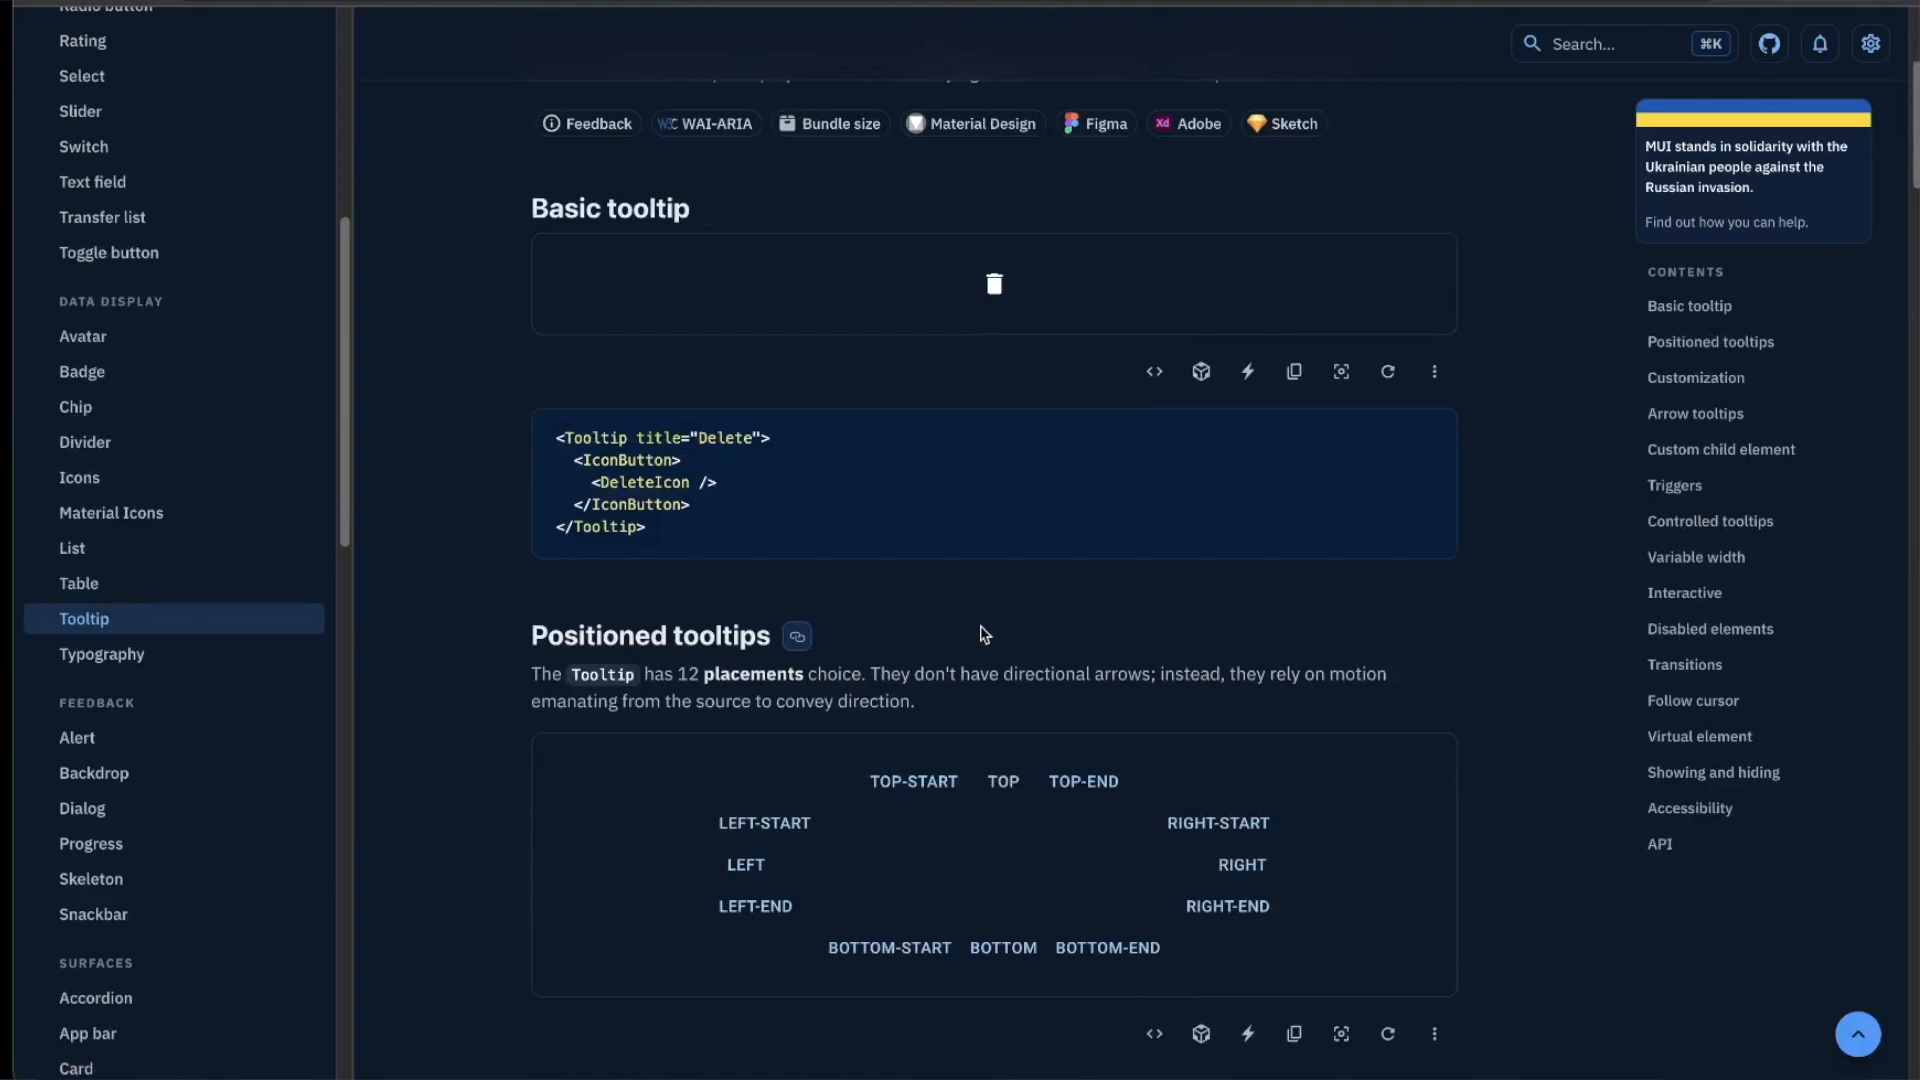 Radio button
Rating
Select
Slider
Switch
Text field
Transfer list
Toggle button
DATA DISPLAY
Avatar
Badge
Chip
Divider
Icons
Material Icons
List
Table
Tooltip
Typography
FEEDBACK
Alert
Backdrop
Dialog
Progress
Skeleton
Snackbar
SURFACES
Accordion
App bar
Card
Search... ⌘K
Feedback W3C WAI-ARIA Bundle size Material Design Figma Xd Adobe Sketch
Basic tooltip
<Tooltip title="Delete">
  <IconButton>
    <DeleteIcon />
  </IconButton>
</Tooltip>
Positioned tooltips
The Tooltip has 12 placements choice. They don't have directional arrows; instead, they rely on motion
emanating from the source to convey direction.
TOP-START TOP TOP-END
LEFT-START RIGHT-START
LEFT RIGHT
LEFT-END RIGHT-END
BOTTOM-START BOTTOM BOTTOM-END
MUI stands in solidarity with the
Ukrainian people against the
Russian invasion.
Find out how you can help.
CONTENTS
Basic tooltip
Positioned tooltips
Customization
Arrow tooltips
Custom child element
Triggers
Controlled tooltips
Variable width
Interactive
Disabled elements
Transitions
Follow cursor
Virtual element
Showing and hiding
Accessibility
API